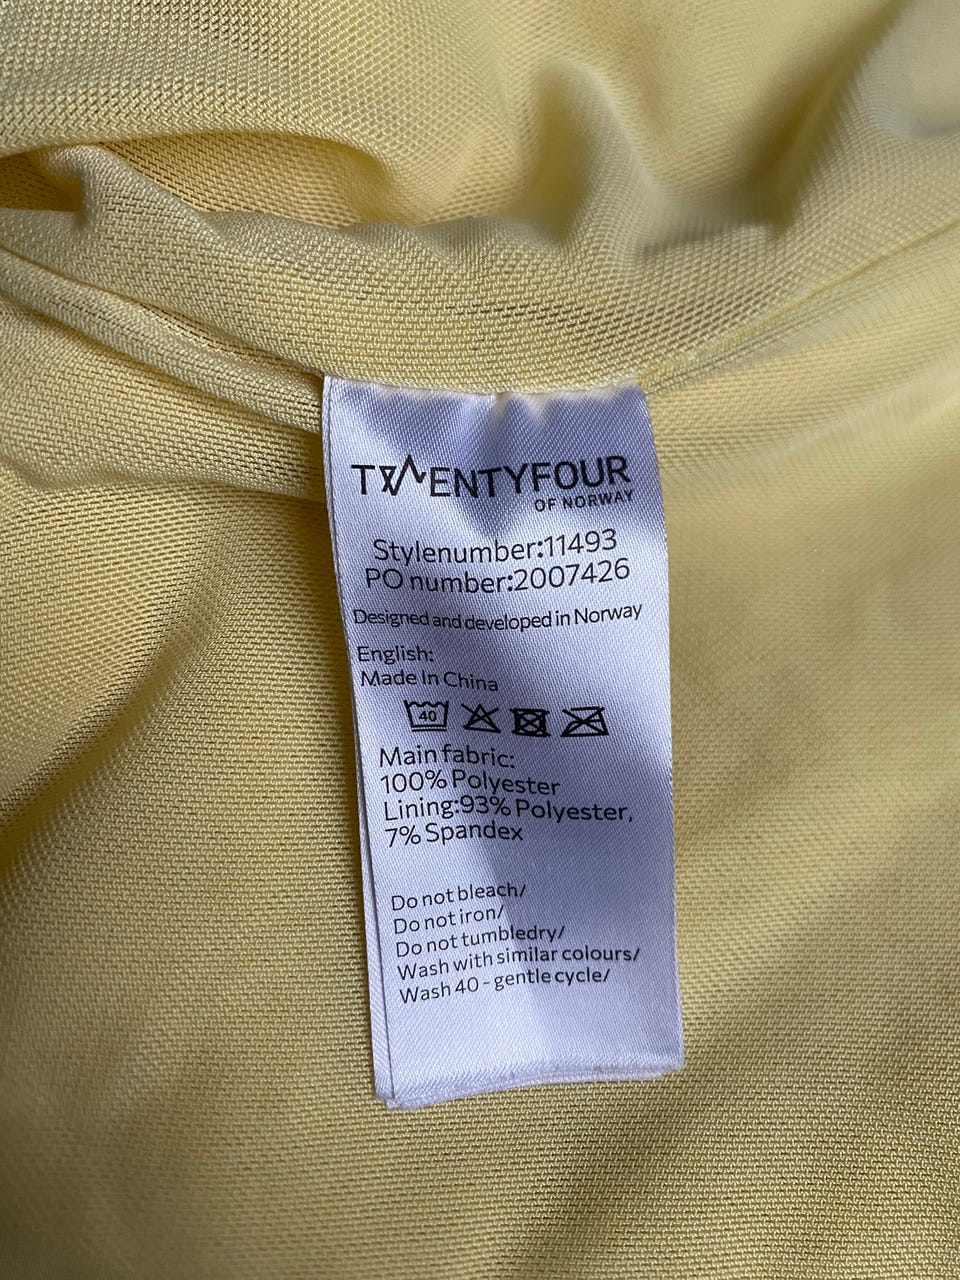 TWENTYFOUR
OF NORWAY
Stylenumber:11493
PO number:2007426
Designed and developed in Norway
English:
Made In China
40
Main fabric:
100% Polyester
Lining:93% Polyester,
7% Spandex
Do not bleach/
Do not iron/
Do not tumbledry/
Wash with similar colours/
Wash 40 - gentle cycle/